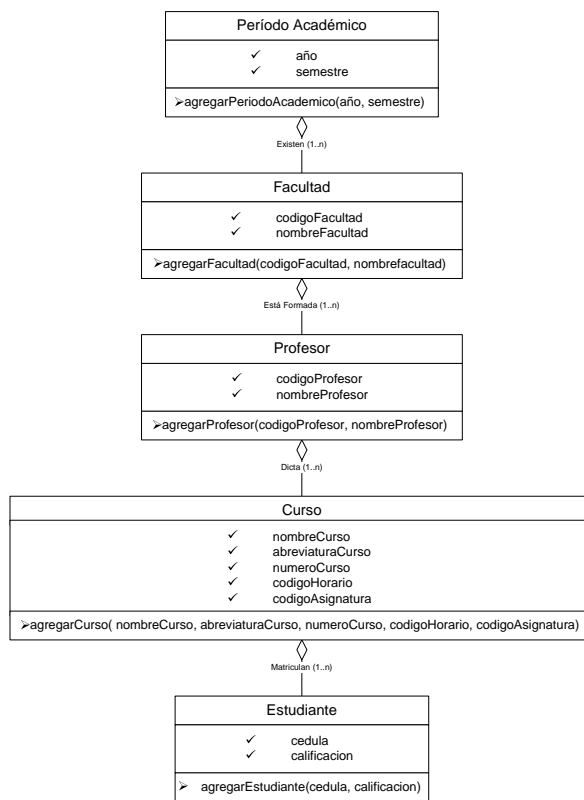 Período Académico
✓ año
✓ semestre
➢agregarPeriodoAcademico(año, semestre)
Existen (1..n)
Facultad
✓ codigoFacultad
✓ nombreFacultad
➢agregarFacultad(codigoFacultad, nombrefacultad)
Está Formada (1..n)
Profesor
✓ codigoProfesor
✓ nombreProfesor
➢agregarProfesor(codigoProfesor, nombreProfesor)
Dicta (1..n)
Curso
✓ nombreCurso
✓ abreviaturaCurso
✓ numeroCurso
✓ codigoHorario
✓ codigoAsignatura
➢agregarCurso( nombreCurso, abreviaturaCurso, numeroCurso, codigoHorario, codigoAsignatura)
Matriculan (1..n)
Estudiante
✓ cedula
✓ calificacion
➢ agregarEstudiante(cedula, calificacion)